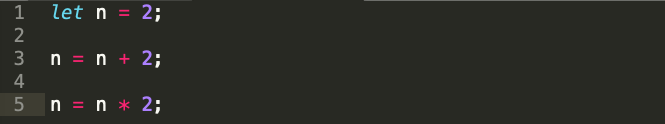 1 let n = 2;
2
3 n = n + 2;
4
5 n = n * 2;